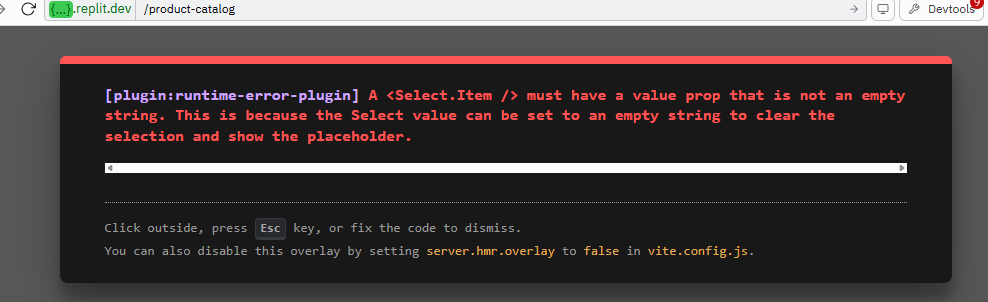 {...}.replit.dev /product-catalog
Devtools 9
[plugin:runtime-error-plugin] A <Select.Item /> must have a value prop that is not an empty
string. This is because the Select value can be set to an empty string to clear the
selection and show the placeholder.
Click outside, press Esc key, or fix the code to dismiss.
You can also disable this overlay by setting server.hmr.overlay to false in vite.config.js.